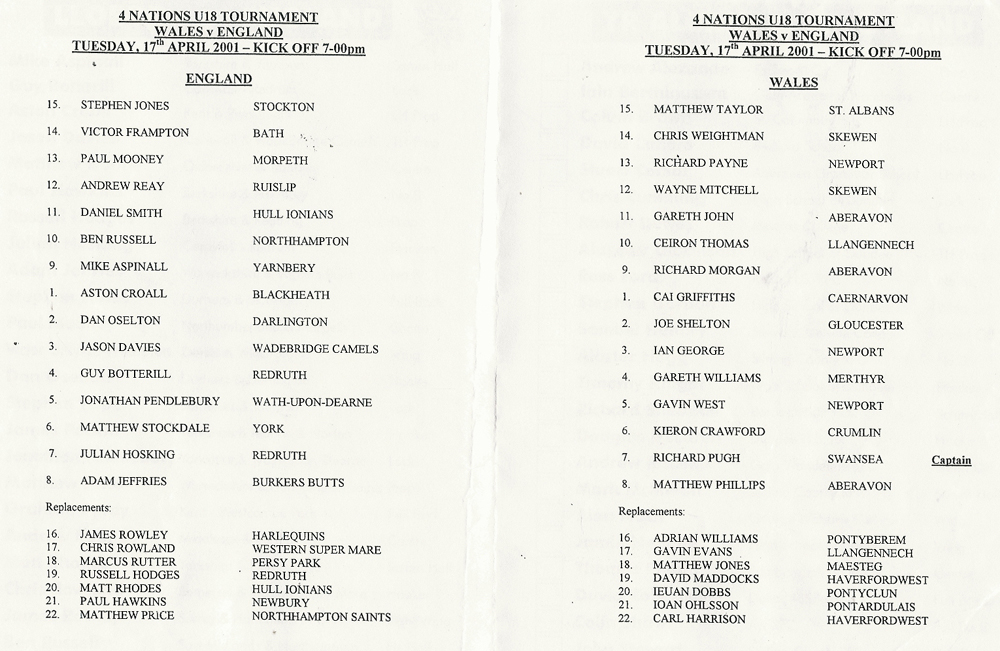 4 NATIONS U18 TOURNAMENT
WALES v ENGLAND
TUESDAY, 17th APRIL 2001 – KICK OFF 7-00pm
ENGLAND
15. STEPHEN JONES STOCKTON
14. VICTOR FRAMPTON BATH
13. PAUL MOONEY MORPETH
12. ANDREW REAY RUISLIP
11. DANIEL SMITH HULL IONIANS
10. BEN RUSSELL NORTHHAMPTON
9. MIKE ASPINALL YARNBERY
1. ASTON CROALL BLACKHEATH
2. DAN OSELTON DARLINGTON
3. JASON DAVIES WADEBRIDGE CAMELS
4. GUY BOTTERILL REDRUTH
5. JONATHAN PENDLEBURY WATH-UPON-DEARNE
6. MATTHEW STOCKDALE YORK
7. JULIAN HOSKING REDRUTH
8. ADAM JEFFRIES BURKERS BUTTS
Replacements:
16. JAMES ROWLEY HARLEQUINS
17. CHRIS ROWLAND WESTERN SUPER MARE
18. MARCUS RUTTER PERSY PARK
19. RUSSELL HODGES REDRUTH
20. MATT RHODES HULL IONIANS
21. PAUL HAWKINS NEWBURY
22. MATTHEW PRICE NORTHHAMPTON SAINTS
4 NATIONS U18 TOURNAMENT
WALES v ENGLAND
TUESDAY, 17th APRIL 2001 – KICK OFF 7-00pm
WALES
15. MATTHEW TAYLOR ST. ALBANS
14. CHRIS WEIGHTMAN SKEWEN
13. RICHARD PAYNE NEWPORT
12. WAYNE MITCHELL SKEWEN
11. GARETH JOHN ABERAVON
10. CEIRON THOMAS LLANGENNECH
9. RICHARD MORGAN ABERAVON
1. CAI GRIFFITHS CAERNARVON
2. JOE SHELTON GLOUCESTER
3. IAN GEORGE NEWPORT
4. GARETH WILLIAMS MERTHYR
5. GAVIN WEST NEWPORT
6. KIERON CRAWFORD CRUMLIN
7. RICHARD PUGH SWANSEA Captain
8. MATTHEW PHILLIPS ABERAVON
Replacements:
16. ADRIAN WILLIAMS PONTYBEREM
17. GAVIN EVANS LLANGENNECH
18. MATTHEW JONES MAESTEG
19. DAVID MADDOCKS HAVERFORDWEST
20. IEUAN DOBBS PONTYCLUN
21. IOAN OHLSSON PONTARDULAIS
22. CARL HARRISON HAVERFORDWEST